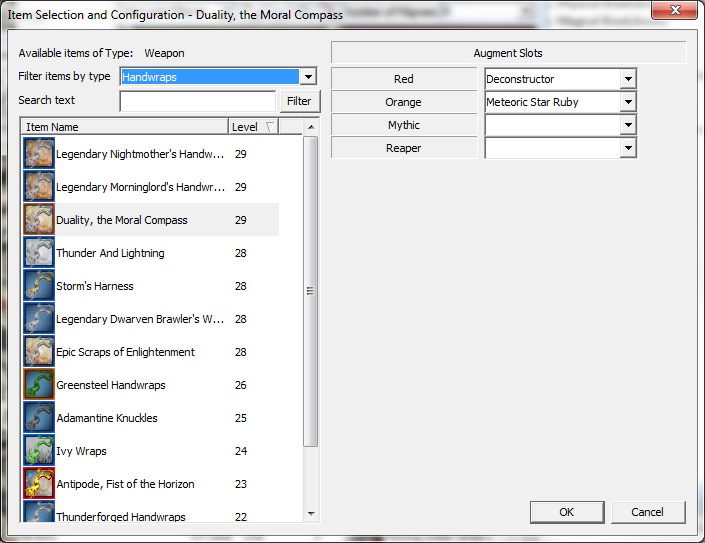 Item Selection and Configuration - Duality, the Moral Compass
Available items of Type: Weapon
Filter items by type Handwraps
Search text Filter
Item Name Level
Legendary Nightmother's Handw... 29
Legendary Morninglord's Handwr... 29
Duality, the Moral Compass 29
Thunder And Lightning 28
Storm's Harness 28
Legendary Dwarven Brawler's W... 28
Epic Scraps of Enlightenment 28
Greensteel Handwraps 26
Adamantine Knuckles 25
Ivy Wraps 24
Antipode, Fist of the Horizon 23
Thunderforged Handwraps 22
Augment Slots
Red Deconstructor
Orange Meteoric Star Ruby
Mythic
Reaper
OK Cancel